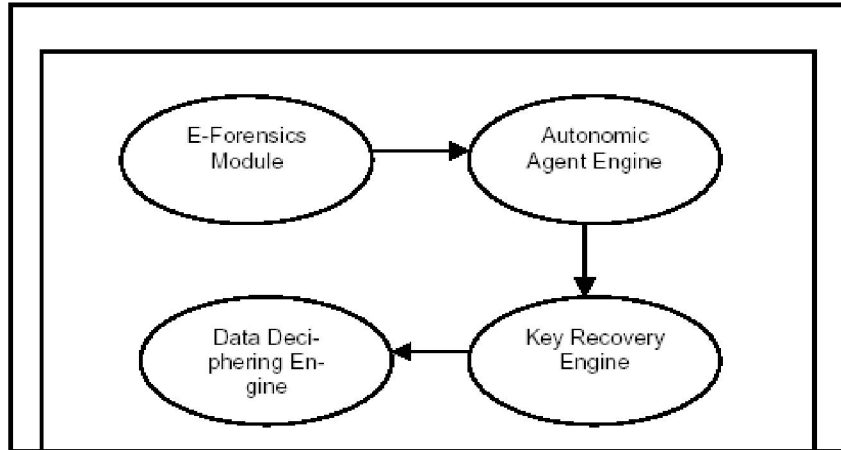 E-Forensics
Module
Autonomic
Agent Engine
Data Deci-
phering En-
gine
Key Recovery
Engine